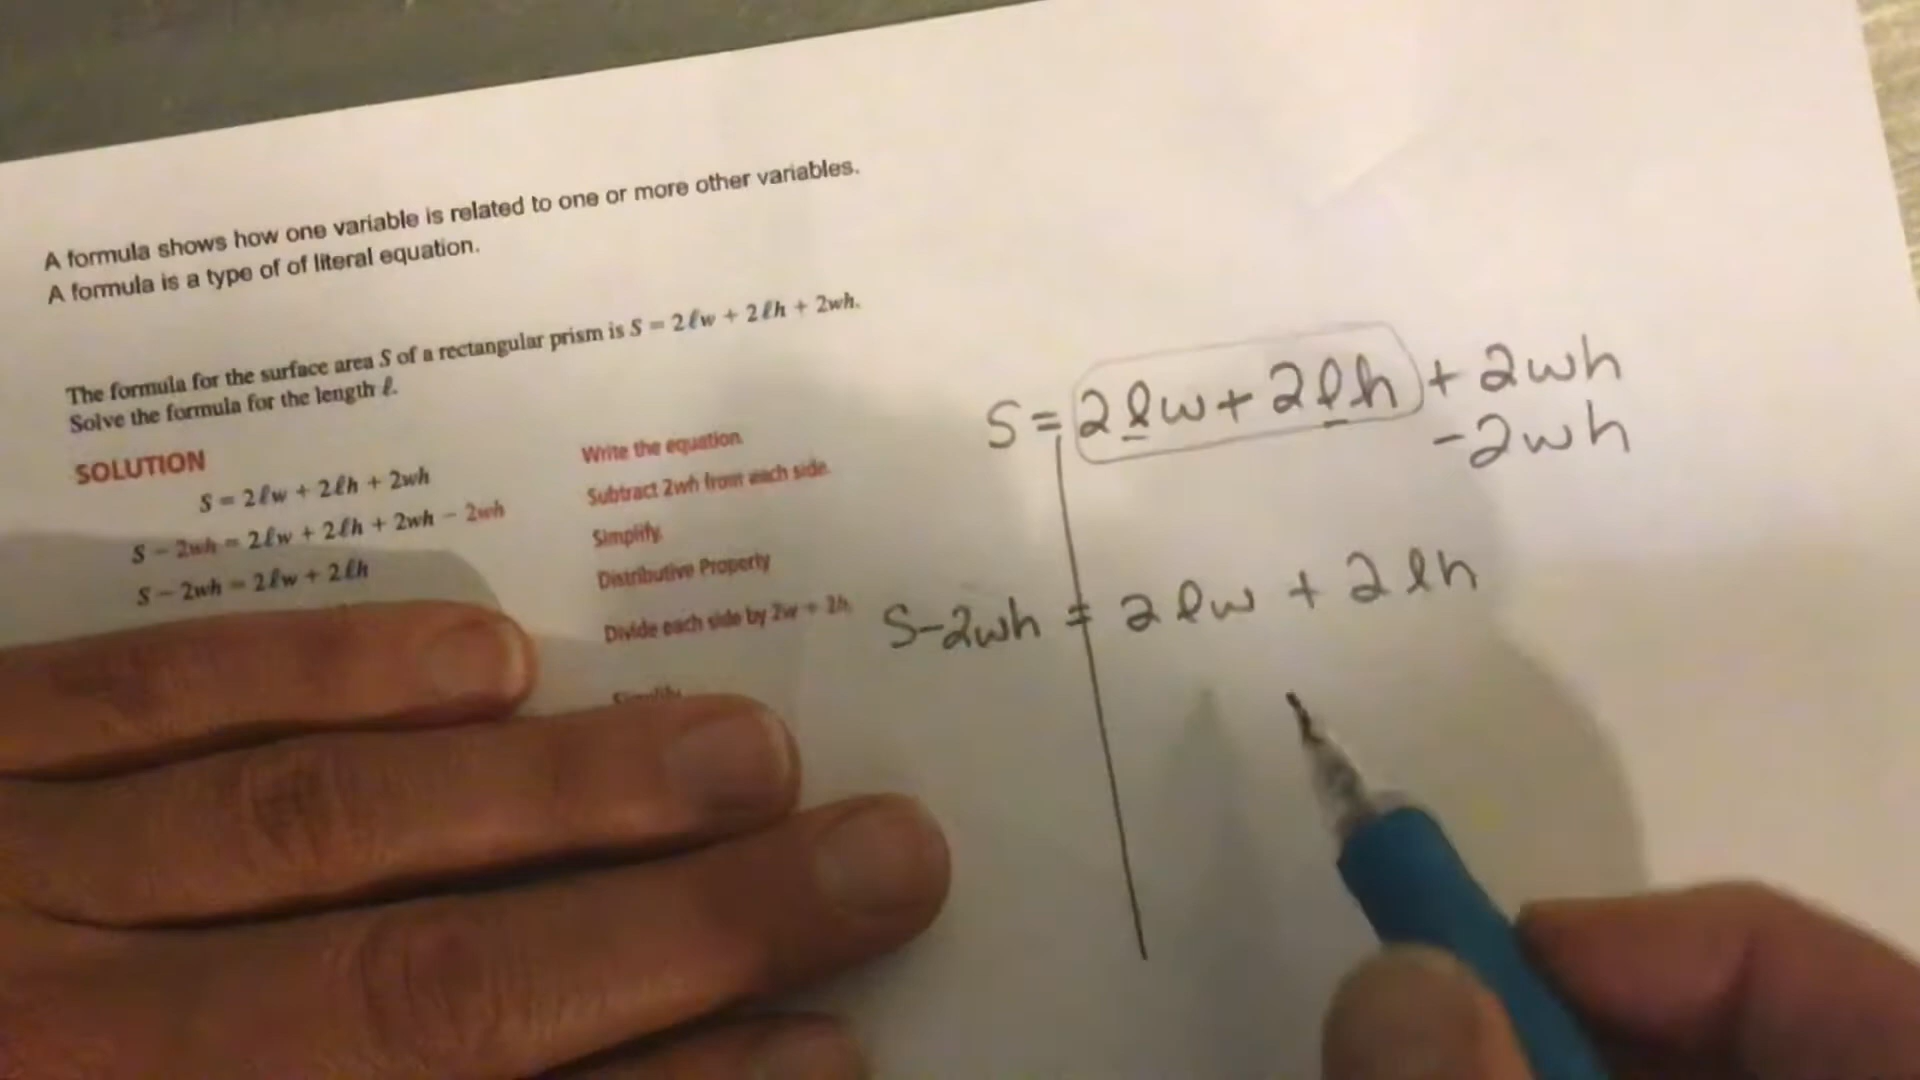 A formula shows how one variable is related to one or more other variables.
A formula is a type of of literal equation.
The formula for the surface area S of a rectangular prism is S = 2ℓw + 2ℓh + 2wh.
Solve the formula for the length ℓ.
SOLUTION
S = 2ℓw + 2ℓh + 2wh
S - 2wh = 2ℓw + 2ℓh + 2wh - 2wh
S - 2wh = 2ℓw + 2ℓh
Write the equation.
Subtract 2wh from each side.
Simplify.
Distributive Property
Divide each side by 2w + 2h.
Simplify.
S = 2ℓw + 2ℓh + 2wh
-2wh
S-2wh = 2ℓw + 2ℓh